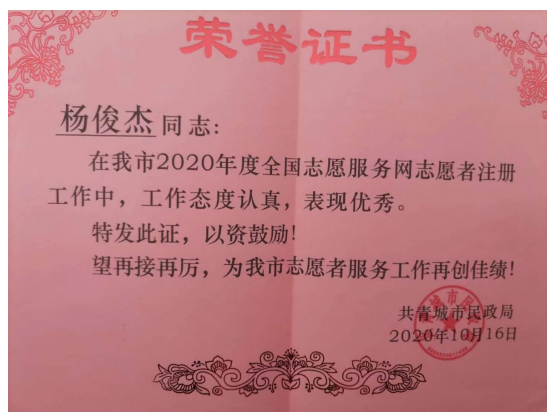 荣誉证书
杨俊杰同志:
在我市2020年度全国志愿服务网志愿者注册
工作中，工作态度认真，表现优秀。
特发此证，以资鼓励!
望再接再厉，为我市志愿者服务工作再创佳绩!
共青城市民政局
2020年10月16日